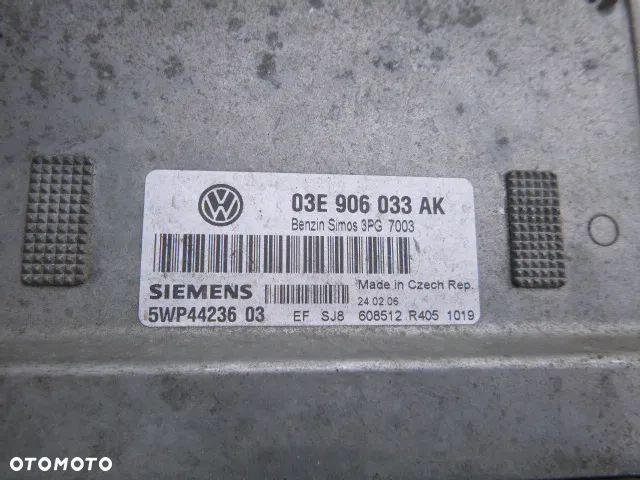 03E 906 033 AK
Benzin Simos 3PG 7003
Made in Czech Rep.
SIEMENS
24.02.06
5WP44236 03 EF SJ8 608512 R405 1019
OTOMOTO